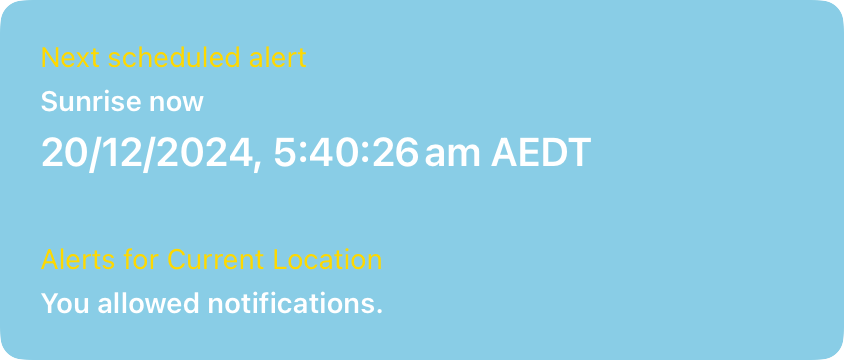 Next scheduled alert
Sunrise now
20/12/2024, 5:40:26 am AEDT
Alerts for Current Location
You allowed notifications.